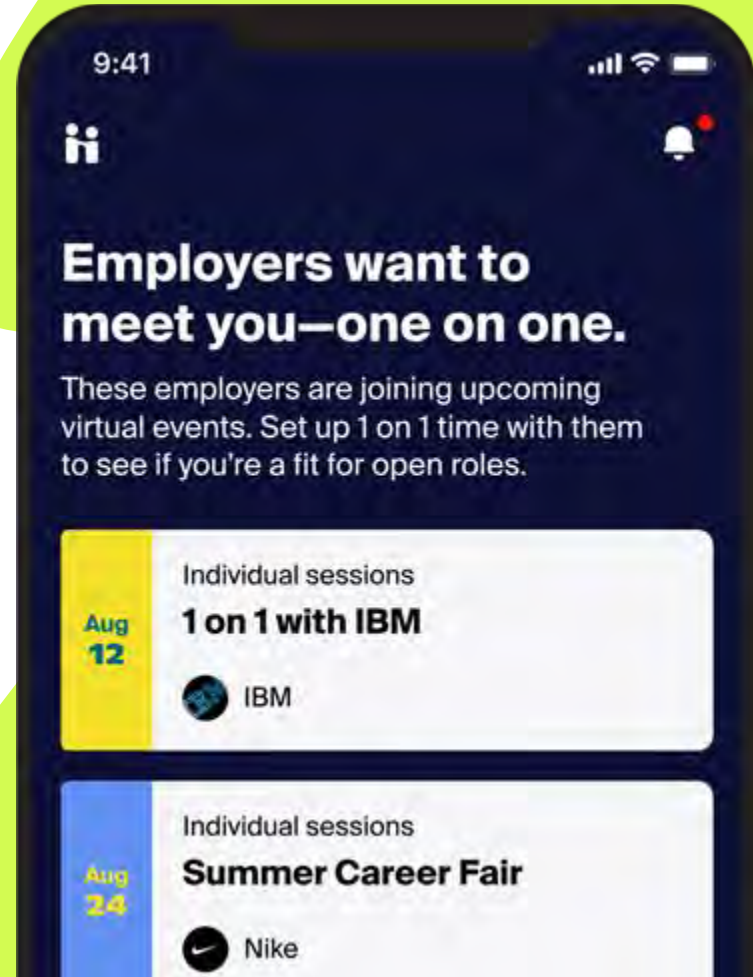 9:41
Employers want to
meet you—one on one.
These employers are joining upcoming
virtual events. Set up 1 on 1 time with them
to see if you're a fit for open roles.
Individual sessions
Aug
12
1 on 1 with IBM
IBM
IBM
Individual sessions
Aug
24
Summer Career Fair
Nike